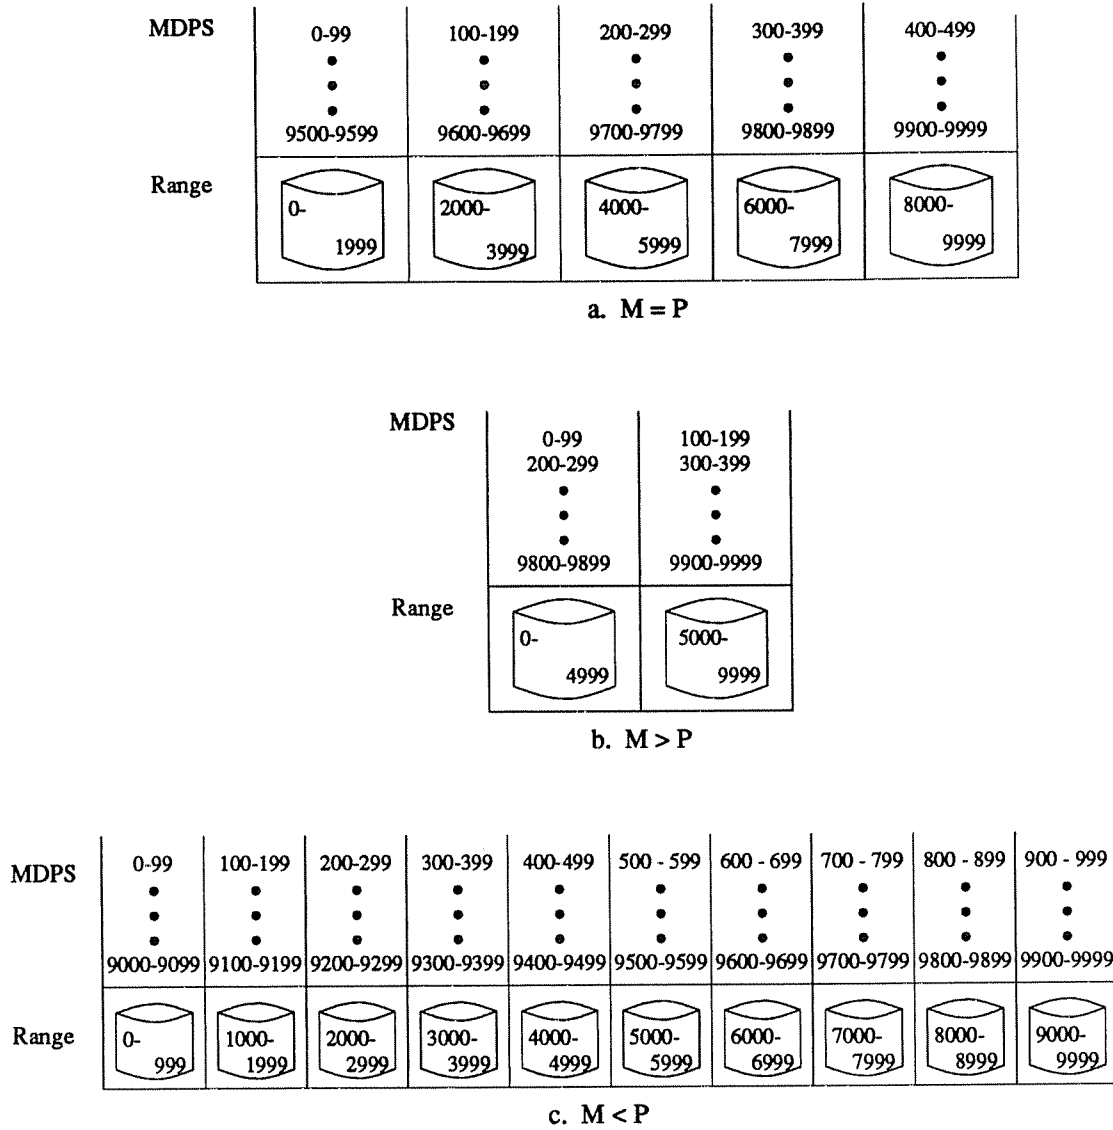 MDPS 0-99 100-199 200-299 300-399 400-499
9500-9599 9600-9699 9700-9799 9800-9899 9900-9999
Range 0- 2000- 4000- 6000- 8000-
1999 3999 5999 7999 9999
a. M = P
MDPS 0-99 100-199
200-299 300-399
9800-9899 9900-9999
Range 0- 5000-
4999 9999
b. M > P
MDPS 0-99 100-199 200-299 300-399 400-499 500 - 599 600 - 699 700 - 799 800 - 899 900 - 999
9000-9099 9100-9199 9200-9299 9300-9399 9400-9499 9500-9599 9600-9699 9700-9799 9800-9899 9900-9999
Range 0- 1000- 2000- 3000- 4000- 5000- 6000- 7000- 8000- 9000-
999 1999 2999 3999 4999 5999 6999 7999 8999 9999
c. M < P